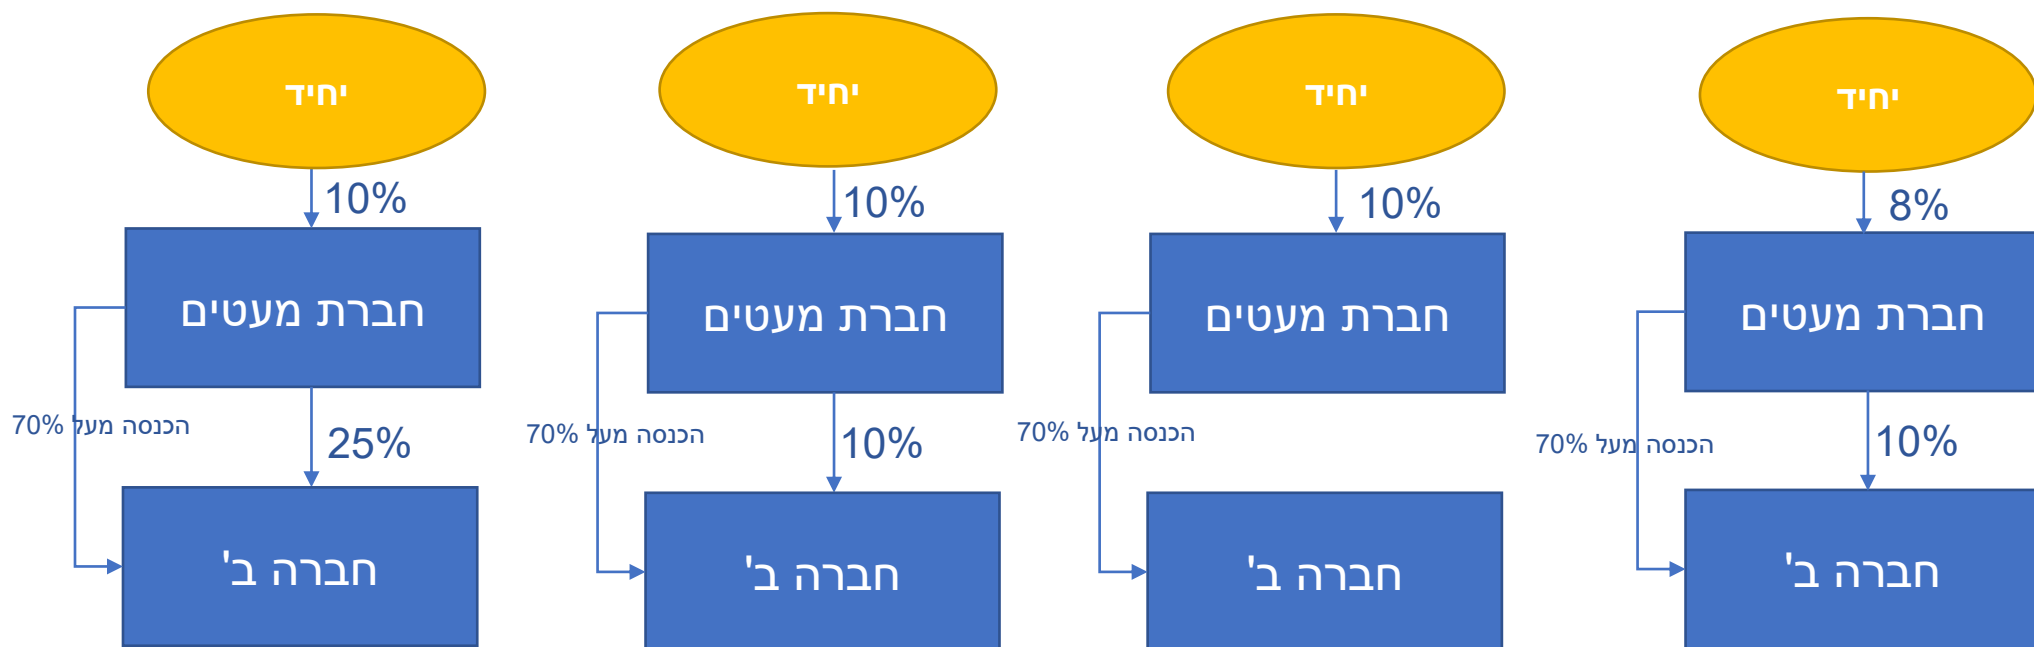 יחיד
8%
חברת מעטים
הכנסה מעל 70%
10%
חברה ב'
יחיד
10%
חברת מעטים
הכנסה מעל 70%
חברה ב'
יחיד
10%
חברת מעטים
הכנסה מעל 70%
10%
חברה ב'
יחיד
10%
חברת מעטים
הכנסה מעל 70%
25%
חברה ב'